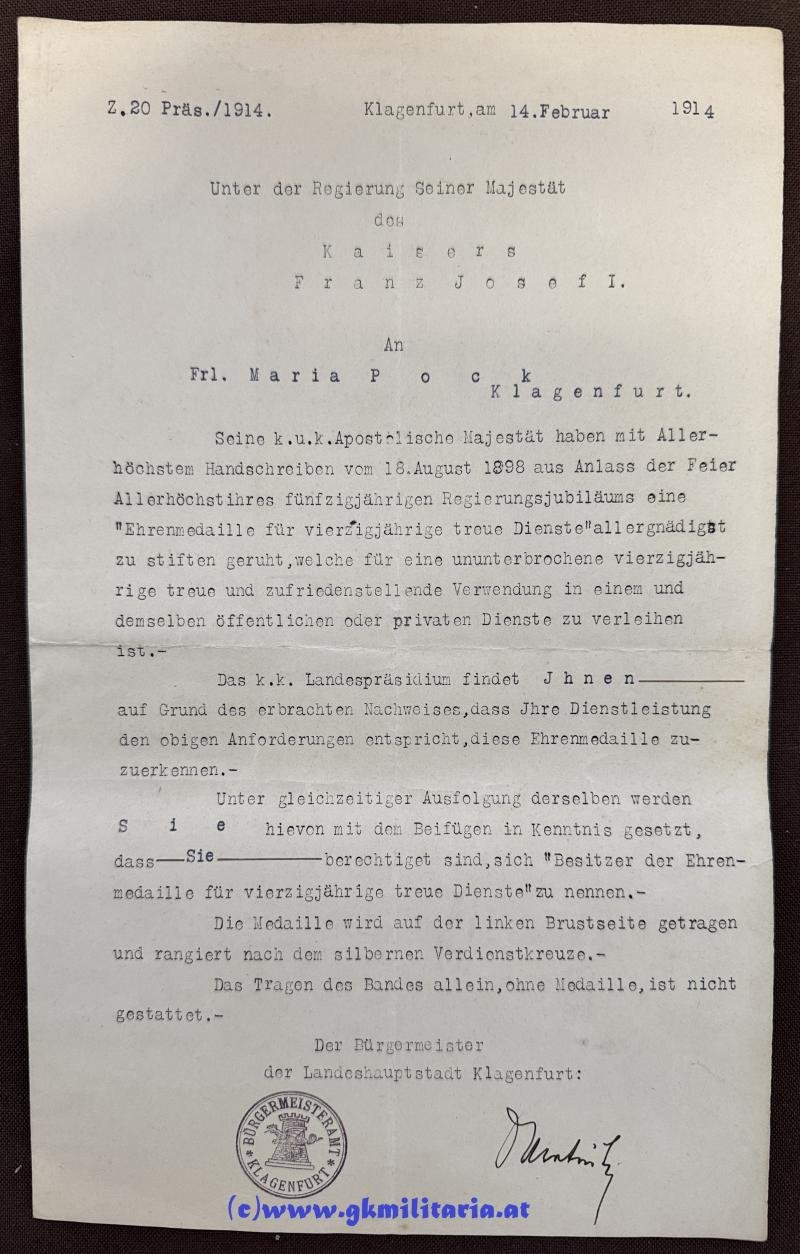 Z.20 Präs./1914. Klagenfurt,am 14.Februar 1914
Unter der Regierung Seiner Majestät
des
K a i s e r s
F r a n z J o s e f I.
An
Frl. M a r i a P o c k
K l a g e n f u r t.
Seine k.u.k.Apostolische Majestät haben mit Aller-
höchstem Handschreiben vom 18.August 1898 aus Anlass der Feier
Allerhöchstihres fünfzigjährigen Regierungsjubiläums eine
"Ehrenmedaille für vierzigjährige treue Dienste"allergnädigst
zu stiften geruht,welche für eine ununterbrochene vierzigjäh-
rige treue und zufriedenstellende Verwendung in einem und
demselben öffentlichen oder privaten Dienste zu verleihen
ist.-
Das k.k. Landespräsidium findet J h n e n
auf Grund des erbrachten Nachweises,dass Jhre Dienstleistung
den obigen Anforderungen entspricht,diese Ehrenmedaille zu-
zuerkennen.-
Unter gleichzeitiger Ausfolgung derselben werden
S i e hievon mit dem Beifügen in Kenntnis gesetzt,
dass—Sie—berechtiget sind,sich "Besitzer der Ehren-
medaille für vierzigjährige treue Dienste"zu nennen.-
Die Medaille wird auf der linken Brustseite getragen
und rangiert nach dem silbernen Verdienstkreuze.-
Das Tragen des Bandes allein,ohne Medaille,ist nicht
gestattet.-
Der Bürgermeister
der Landeshauptstadt Klagenfurt:
* BÜRGERMEISTERAMT *
KLAGENFURT
(c)www.gkmilitaria.at